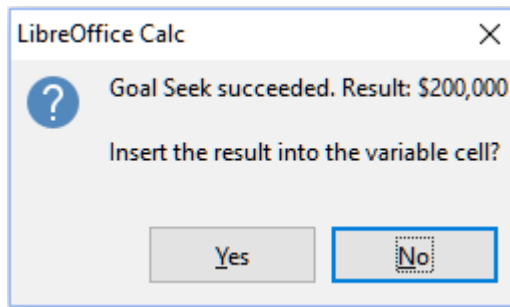 LibreOffice Calc
Goal Seek succeeded. Result: $200,000
Insert the result into the variable cell?
Yes
No